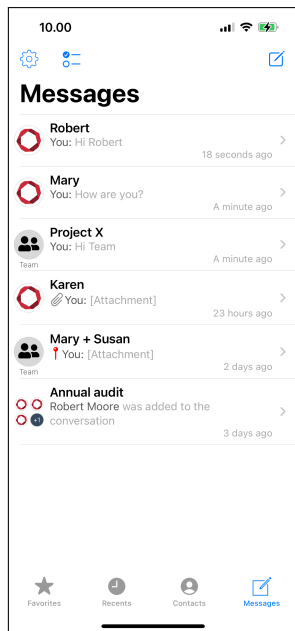 10.00
Messages
Robert
You: Hi Robert
18 seconds ago
Mary
You: How are you?
A minute ago
Project X
You: Hi Team
Team
A minute ago
Karen
You: [Attachment]
23 hours ago
Mary + Susan
You: [Attachment]
Team
2 days ago
Annual audit
Robert Moore was added to the
+1 conversation
3 days ago
Favorites Recents Contacts Messages